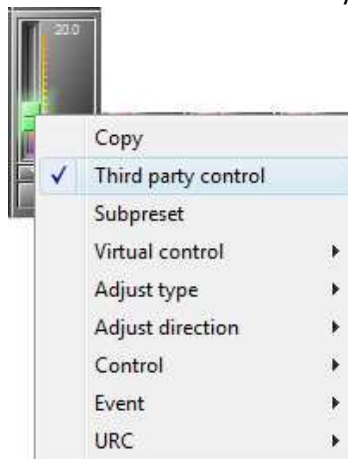 20.0
Copy
Third party control
Subpreset
Virtual control
Adjust type
Adjust direction
Control
Event
URC